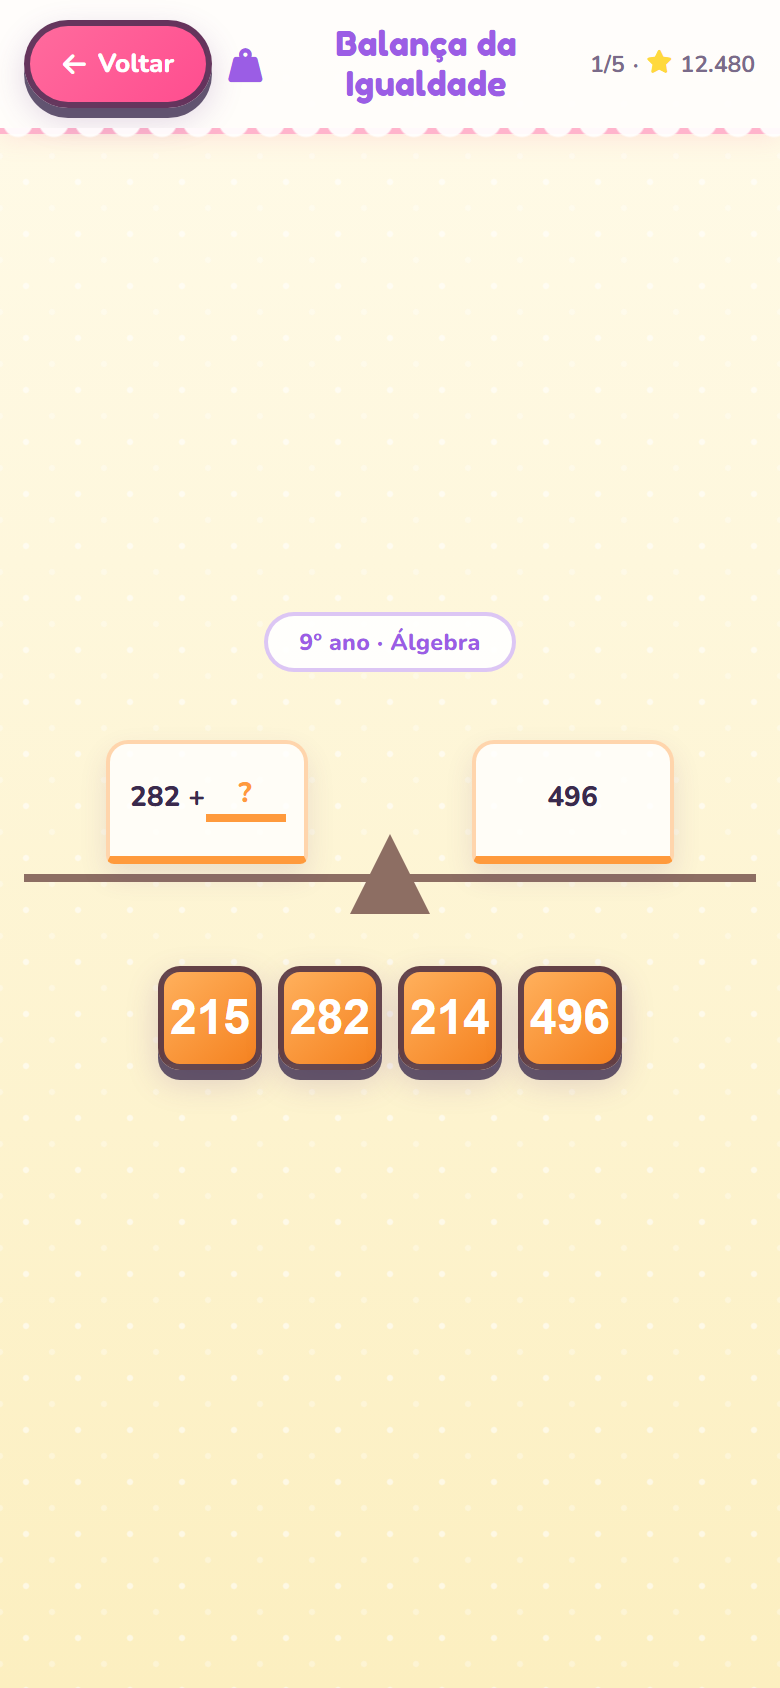 Voltar
Balança da
Igualdade
1/5 · 12.480
9º ano · Álgebra
282 + ?
496
215 282 214 496